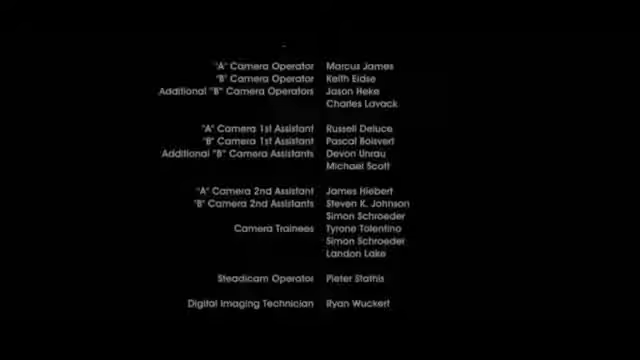 "A" Camera Operator Marcus James
"B" Camera Operator Keith Eidse
Additional "B" Camera Operators Jason Heke
Charles Lavack
"A" Camera 1st Assistant Russell Deluce
"B" Camera 1st Assistant Pascal Boisvert
Additional "B" Camera Assistants Devon Unrau
Michael Scott
"A" Camera 2nd Assistant James Hiebert
"B" Camera 2nd Assistants Steven K. Johnson
Simon Schroeder
Camera Trainees Tyrone Tolentino
Simon Schroeder
Landon Lake
Steadicam Operator Pieter Stathis
Digital Imaging Technician Ryan Wuckert